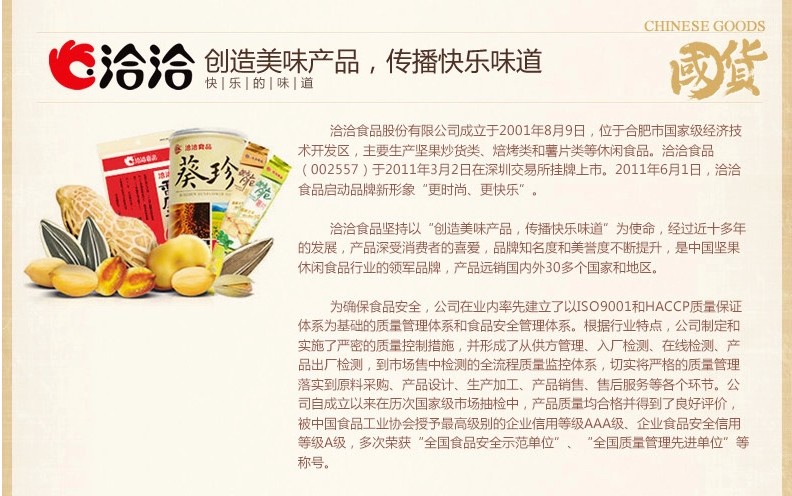 CHINESE GOODS
國貨
洽洽 创造美味产品，传播快乐味道
快|乐|的|味|道
洽洽食品
葵珍
洽洽食品股份有限公司成立于2001年8月9日，位于合肥市国家级经济技
术开发区，主要生产坚果炒货类、焙烤类和薯片类等休闲食品。洽洽食品
（002557）于2011年3月2日在深圳交易所挂牌上市。2011年6月1日，洽洽
食品启动品牌新形象“更时尚、更快乐”。
洽洽食品坚持以“创造美味产品，传播快乐味道”为使命，经过近十多年
的发展，产品深受消费者的喜爱，品牌知名度和美誉度不断提升，是中国坚果
休闲食品行业的领军品牌，产品远销国内外30多个国家和地区。
为确保食品安全，公司在业内率先建立了以ISO9001和HACCP质量保证
体系为基础的质量管理体系和食品安全管理体系。根据行业特点，公司制定和
实施了严密的质量控制措施，并形成了从供方管理、入厂检测、在线检测、产
品出厂检测，到市场售中检测的全流程质量监控体系，切实将严格的质量管理
落实到原料采购、产品设计、生产加工、产品销售、售后服务等各个环节。公
司自成立以来在历次国家级市场抽检中，产品质量均合格并得到了良好评价，
被中国食品工业协会授予最高级别的企业信用等级AAA级、企业食品安全信用
等级A级，多次荣获“全国食品安全示范单位”、“全国质量管理先进单位”等
称号。